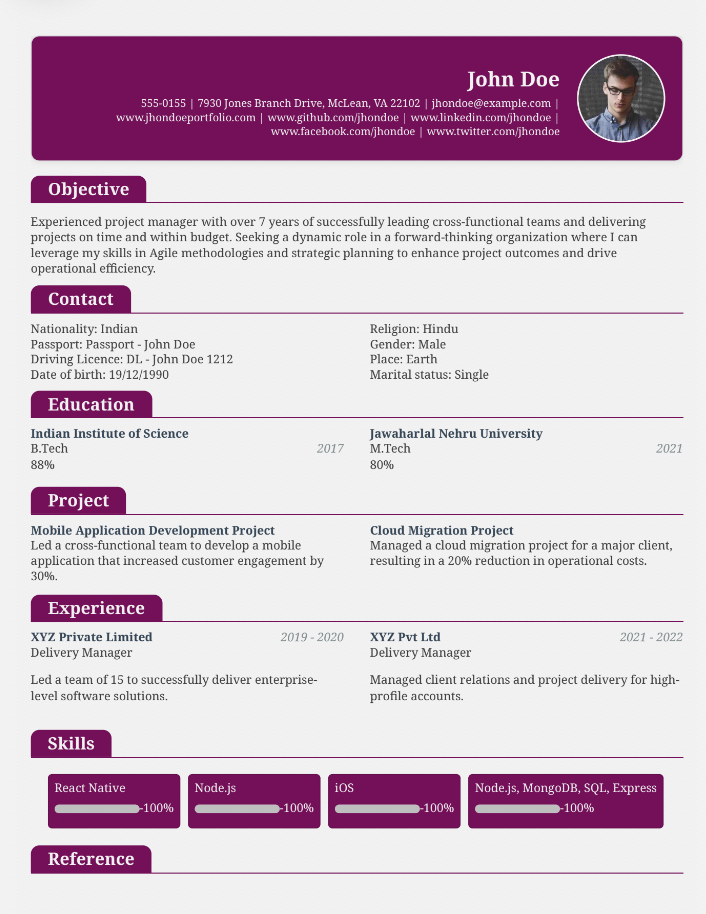 John Doe
555-0155 | 7930 Jones Branch Drive, McLean, VA 22102 | jhondoe@example.com |
www.jhondoeportfolio.com | www.github.com/jhondoe | www.linkedin.com/jhondoe |
www.facebook.com/jhondoe | www.twitter.com/jhondoe
Objective
Experienced project manager with over 7 years of successfully leading cross-functional teams and delivering
projects on time and within budget. Seeking a dynamic role in a forward-thinking organization where I can
leverage my skills in Agile methodologies and strategic planning to enhance project outcomes and drive
operational efficiency.
Contact
Nationality: Indian
Passport: Passport - John Doe
Driving Licence: DL - John Doe 1212
Date of birth: 19/12/1990
Religion: Hindu
Gender: Male
Place: Earth
Marital status: Single
Education
Indian Institute of Science
B.Tech 2017
88%
Jawaharlal Nehru University
M.Tech 2021
80%
Project
Mobile Application Development Project
Led a cross-functional team to develop a mobile
application that increased customer engagement by
30%.
Cloud Migration Project
Managed a cloud migration project for a major client,
resulting in a 20% reduction in operational costs.
Experience
XYZ Private Limited 2019 - 2020
Delivery Manager
Led a team of 15 to successfully deliver enterprise-
level software solutions.
XYZ Pvt Ltd 2021 - 2022
Delivery Manager
Managed client relations and project delivery for high-
profile accounts.
Skills
React Native
-100%
Node.js
-100%
iOS
-100%
Node.js, MongoDB, SQL, Express
-100%
Reference